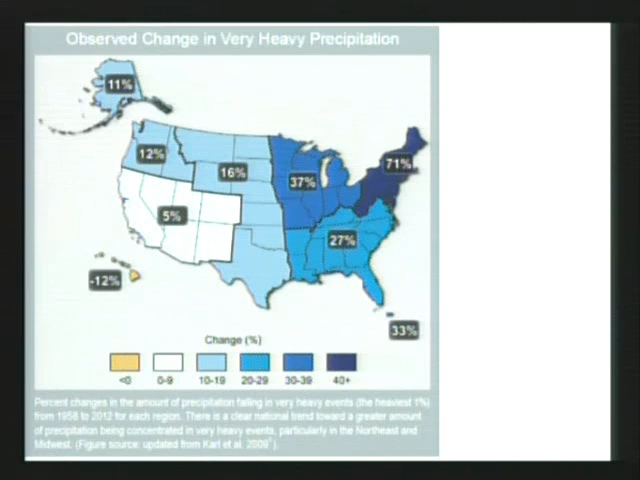 Observed Change in Very Heavy Precipitation
11%
12%
16%
37%
71%
5%
27%
-12%
33%
Change (%)
<0 0-9 10-19 20-29 30-39 40+
Percent changes in the amount of precipitation falling in very heavy events (the heaviest 1%)
from 1958 to 2012 for each region. There is a clear national trend toward a greater amount
of precipitation being concentrated in very heavy events, particularly in the Northeast and
Midwest. (Figure source: updated from Karl et al. 2009